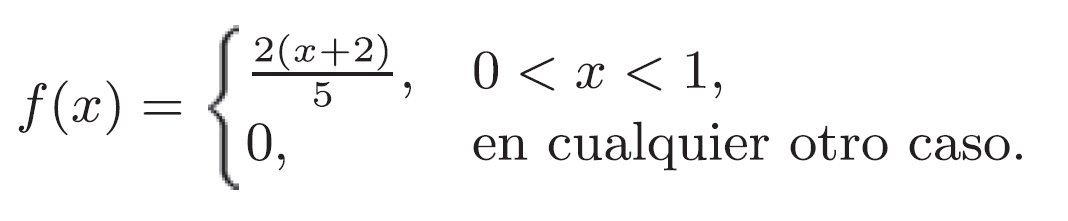 f(x) = { 2(x+2)/5, 0 < x < 1,
0, en cualquier otro caso.